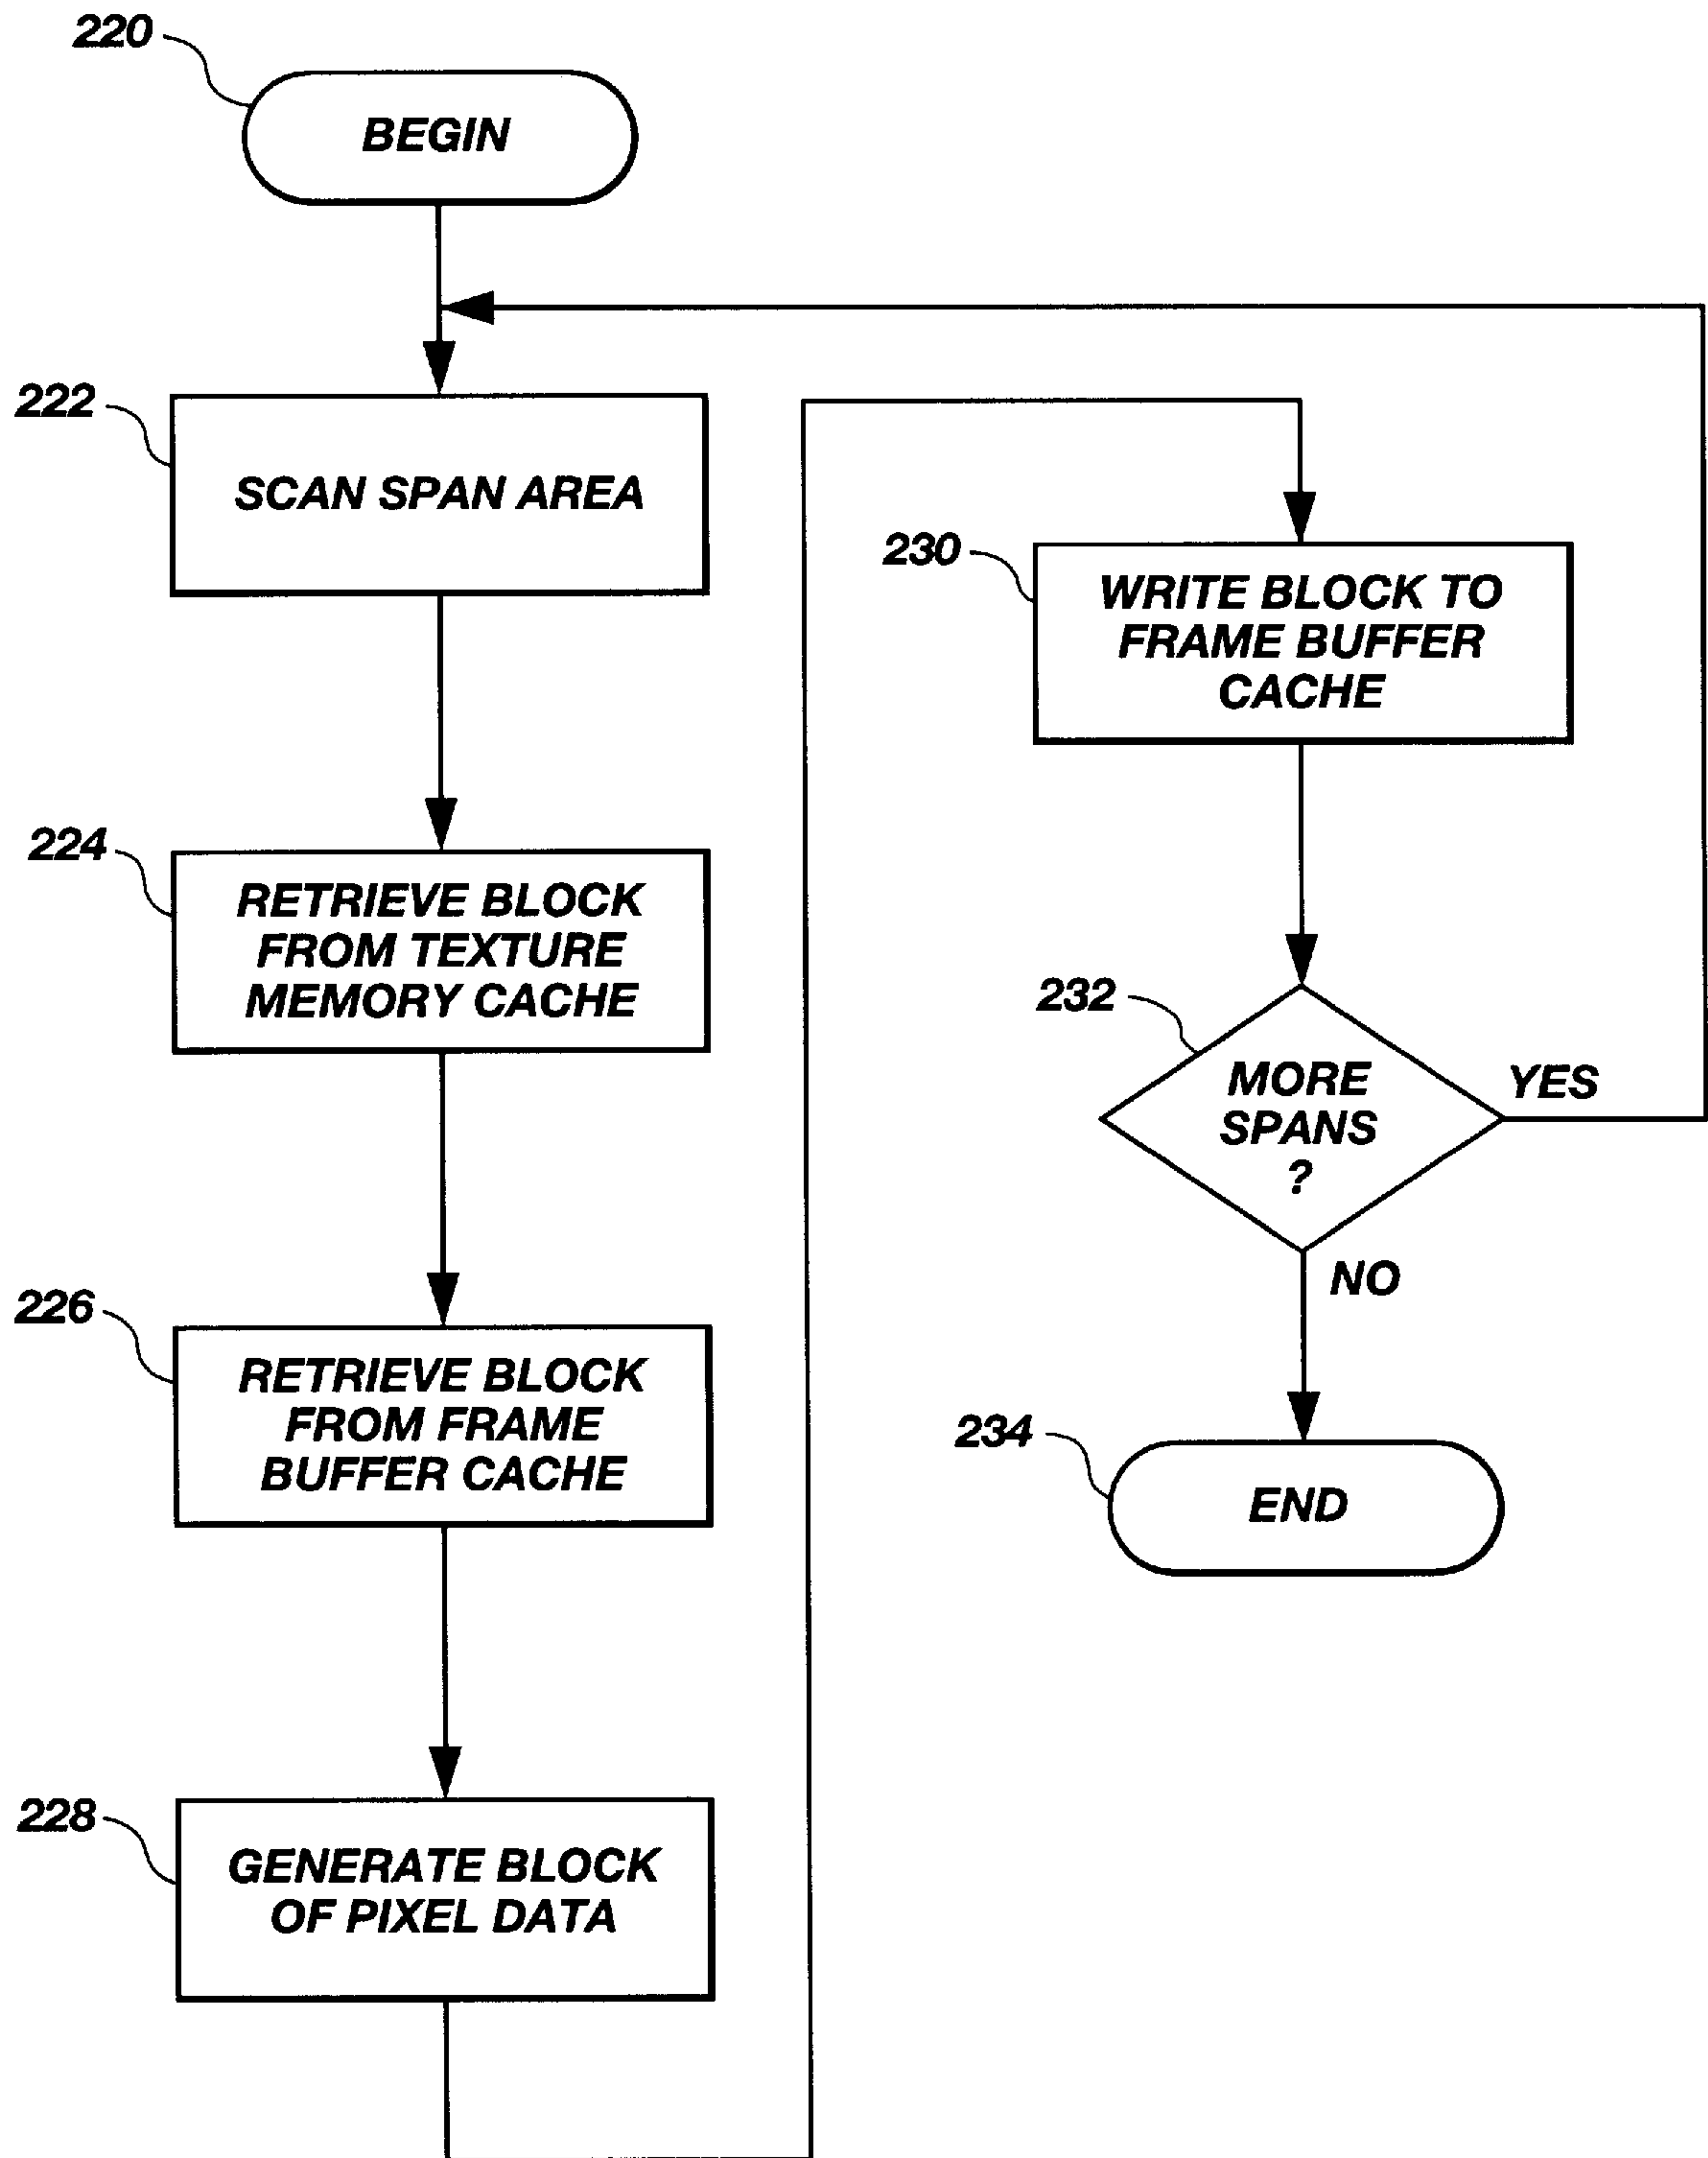 220
BEGIN
222
SCAN SPAN AREA
224
RETRIEVE BLOCK
FROM TEXTURE
MEMORY CACHE
226
RETRIEVE BLOCK
FROM FRAME
BUFFER CACHE
228
GENERATE BLOCK
OF PIXEL DATA
230
WRITE BLOCK TO
FRAME BUFFER
CACHE
232
MORE
SPANS
?
YES
NO
234
END